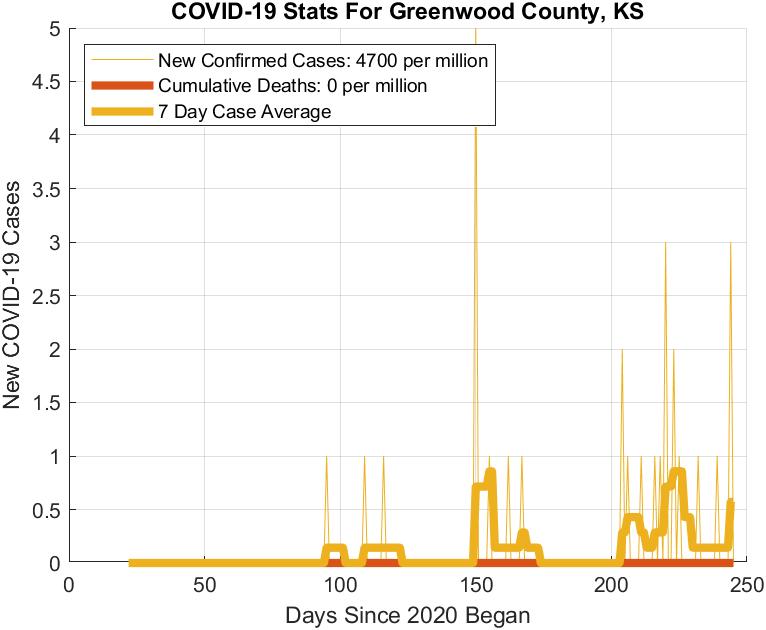 COVID-19 Stats For Greenwood County, KS
New Confirmed Cases: 4700 per million
Cumulative Deaths: 0 per million
7 Day Case Average
New COVID-19 Cases
5
4.5
4
3.5
3
2.5
2
1.5
1
0.5
0
0 50 100 150 200 250
Days Since 2020 Began